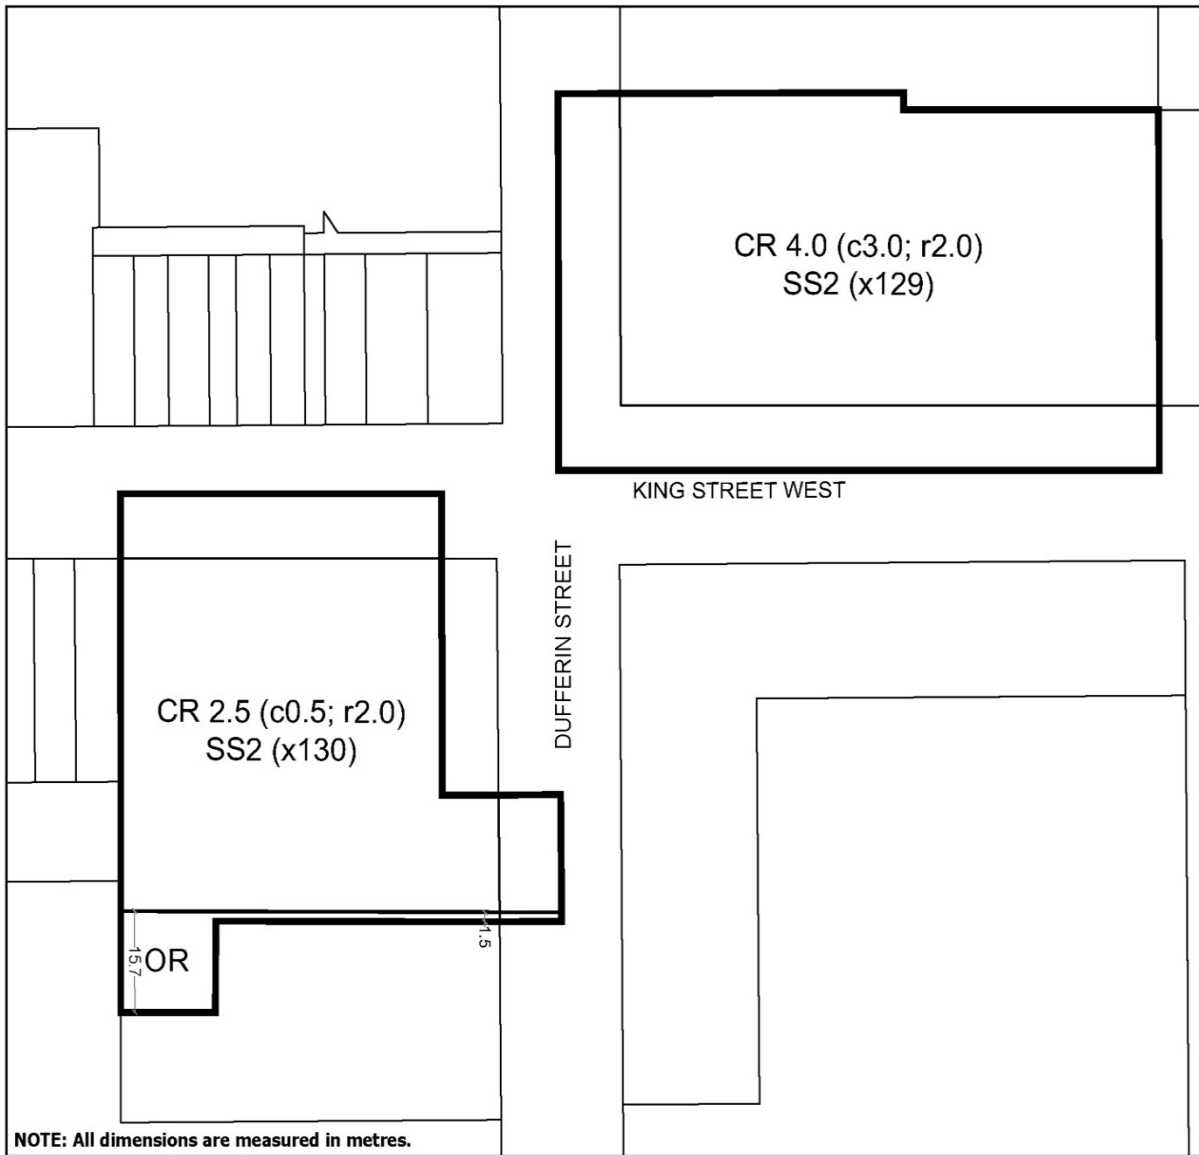 CR 4.0 (c3.0; r2.0)
SS2 (x129)
KING STREET WEST
DUFFERIN STREET
CR 2.5 (c0.5; r2.0)
SS2 (x130)
1.5
15.7
OR
NOTE: All dimensions are measured in metres.